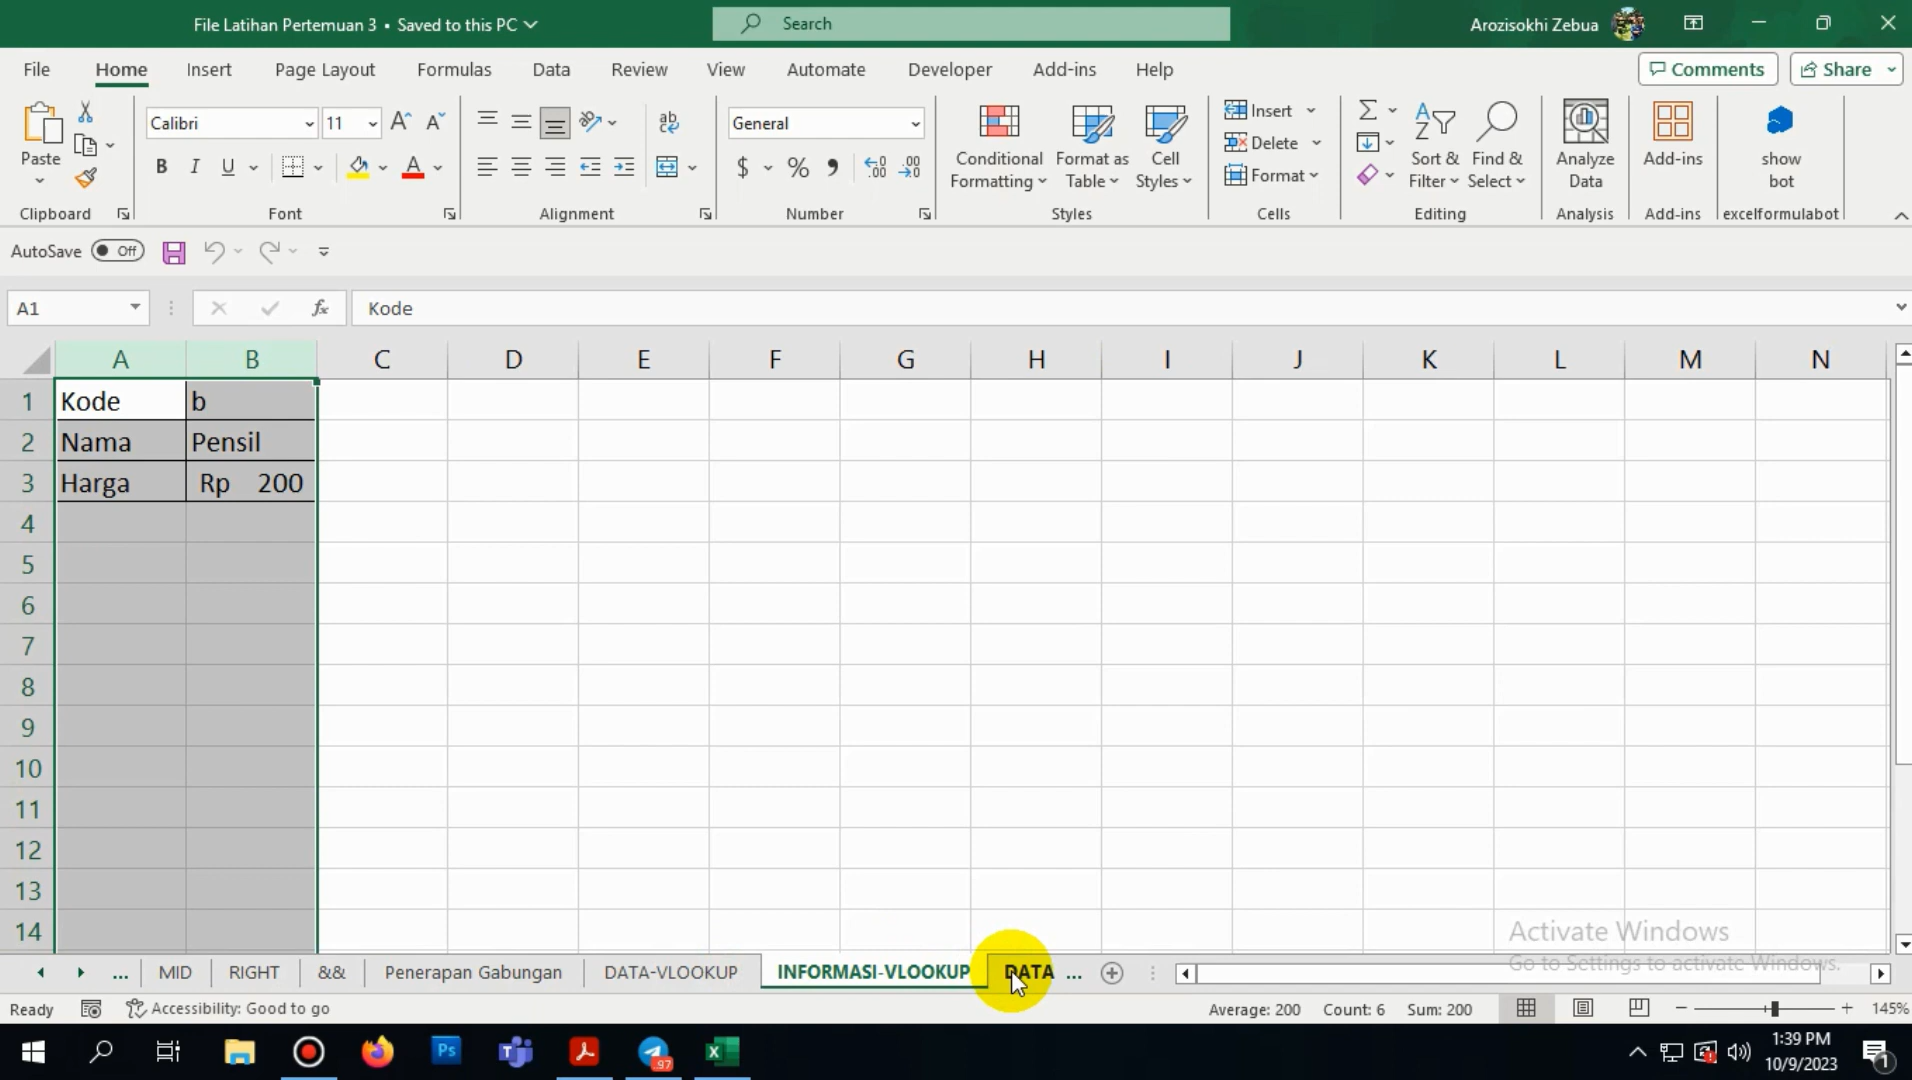 File Latihan Pertemuan 3 • Saved to this PC
Search
Arozisokhi Zebua
File Home Insert Page Layout Formulas Data Review View Automate Developer Add-ins Help
Comments Share
Paste
Clipboard
Calibri 11
B I U
Font
Alignment
General
$ %
Number
Conditional Formatting
Format as Table
Cell Styles
Styles
Insert
Delete
Format
Cells
Sort & Filter
Find & Select
Editing
Analyze Data
Analysis
Add-ins
Add-ins
show bot
excelformulabot
AutoSave Off
A1 fx Kode
A B C D E F G H I J K L M N
1 Kode b
2 Nama Pensil
3 Harga Rp 200
4
5
6
7
8
9
10
11
12
13
14
Activate Windows
Go to Settings to activate Windows.
... MID RIGHT && Penerapan Gabungan DATA-VLOOKUP INFORMASI-VLOOKUP DATA ...
Ready Accessibility: Good to go Average: 200 Count: 6 Sum: 200 145%
Ps 97 1:39 PM
10/9/2023 1